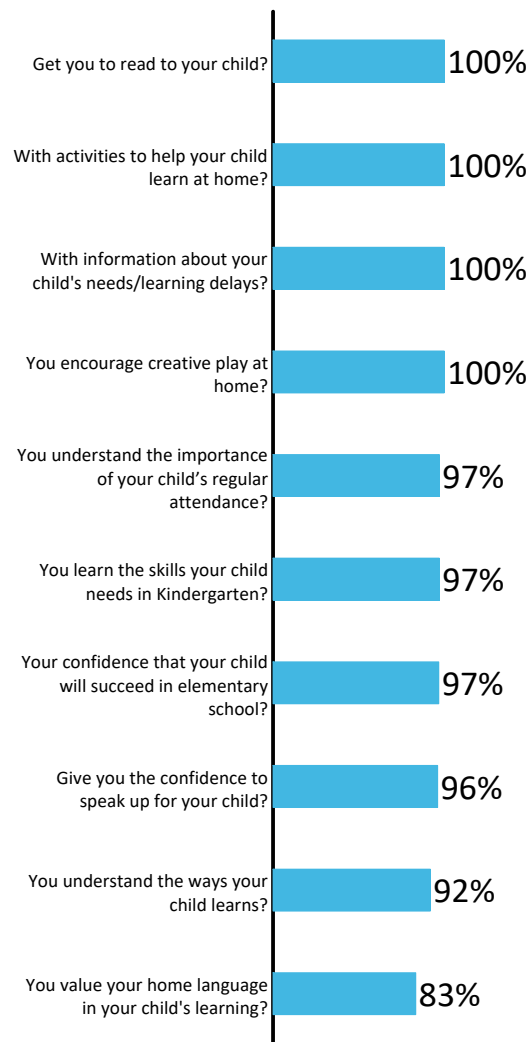 Get you to read to your child?
100%
With activities to help your child
learn at home?
100%
With information about your
child's needs/learning delays?
100%
You encourage creative play at
home?
100%
You understand the importance
of your child’s regular
attendance?
97%
You learn the skills your child
needs in Kindergarten?
97%
Your confidence that your child
will succeed in elementary
school?
97%
Give you the confidence to
speak up for your child?
96%
You understand the ways your
child learns?
92%
You value your home language
in your child's learning?
83%